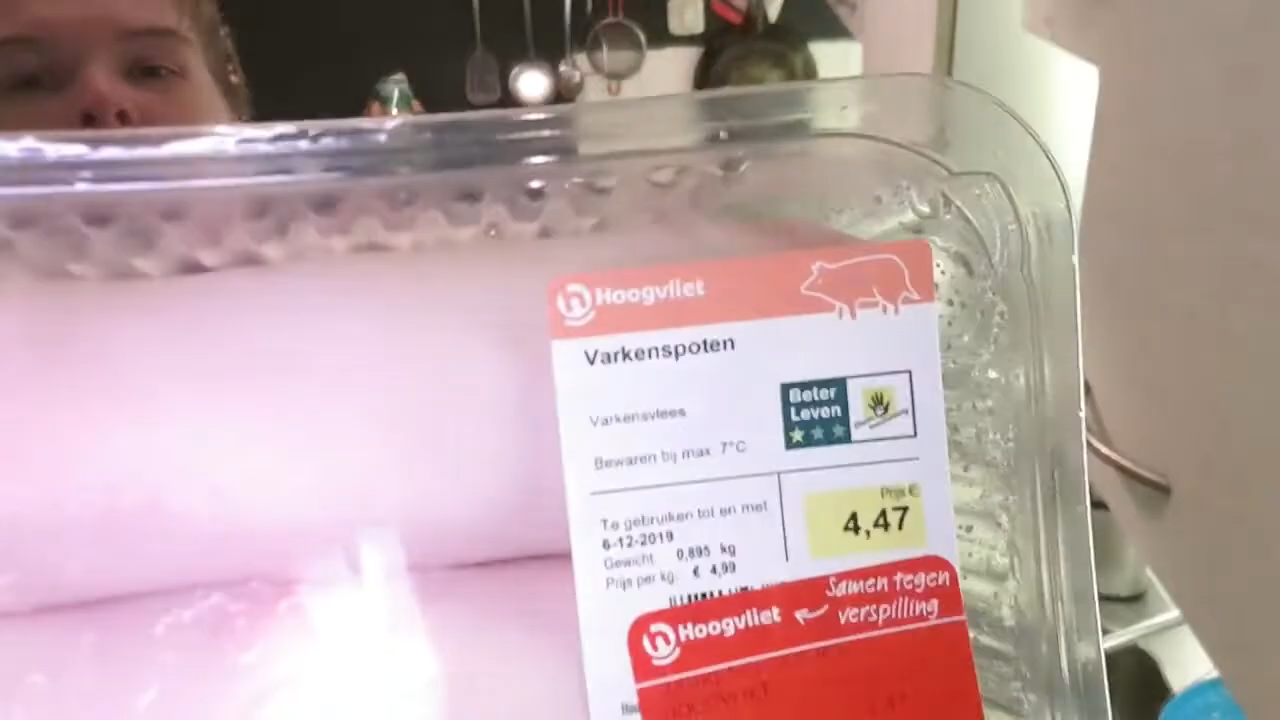 Hoogvliet
Varkenspoten
Beter
Leven
Varkensvlees
Bewaren bij max 7°C
Prijs €
4,47
Te gebruiken tot en met
6-12-2019
Gewicht: 0,895 kg
Prijs per kg: € 4,99
Hoogvliet
Samen tegen
verspilling